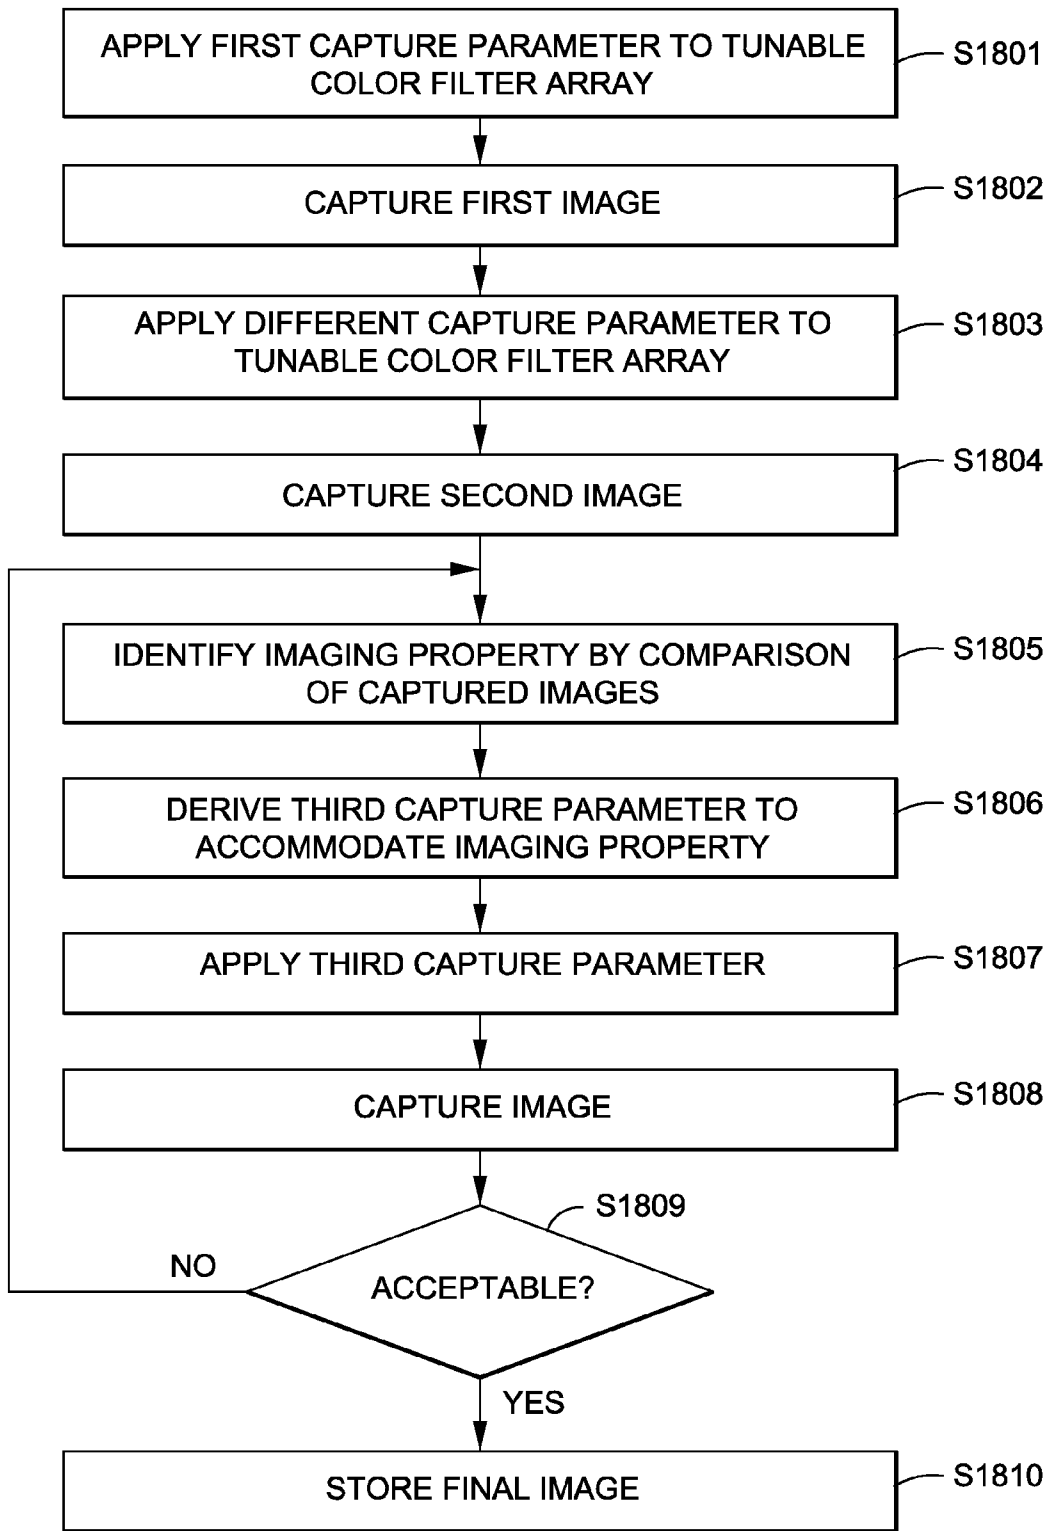 APPLY FIRST CAPTURE PARAMETER TO TUNABLE
COLOR FILTER ARRAY
S1801
CAPTURE FIRST IMAGE
S1802
APPLY DIFFERENT CAPTURE PARAMETER TO
TUNABLE COLOR FILTER ARRAY
S1803
CAPTURE SECOND IMAGE
S1804
IDENTIFY IMAGING PROPERTY BY COMPARISON
OF CAPTURED IMAGES
S1805
DERIVE THIRD CAPTURE PARAMETER TO
ACCOMMODATE IMAGING PROPERTY
S1806
APPLY THIRD CAPTURE PARAMETER
S1807
CAPTURE IMAGE
S1808
S1809
NO
ACCEPTABLE?
YES
STORE FINAL IMAGE
S1810